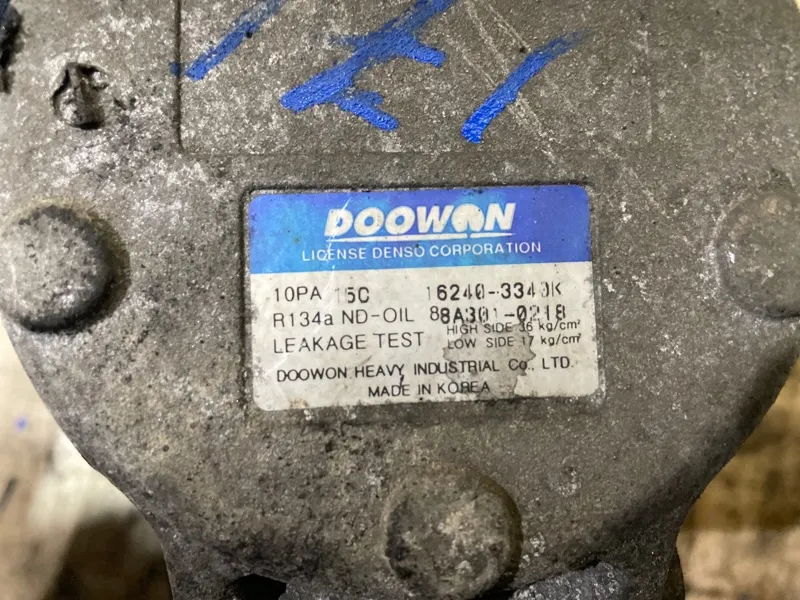 DOOWON
LICENSE DENSO CORPORATION
10PA 15C 16240-3340K
R134a ND-OIL 8 8A301-0218
LEAKAGE TEST HIGH SIDE 36 kg/cm²
LOW SIDE 17 kg/cm²
DOOWON HEAVY INDUSTRIAL Co., LTD.
MADE IN KOREA